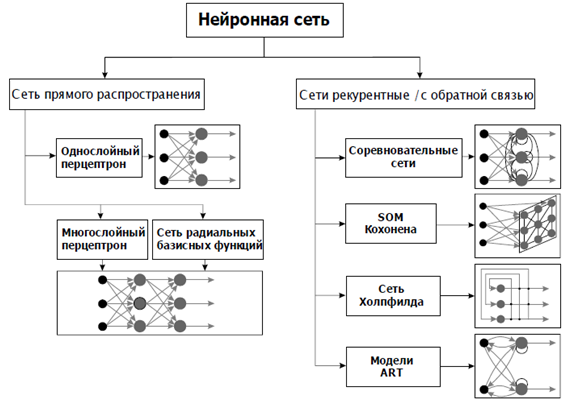 Нейронная сеть
Сеть прямого распространения
Сети рекурентные /с обратной связью
Однослойный
перцептрон
Соревновательные
сети
Многослойный
перцептрон
Сеть радиальных
базисных функций
SOM
Кохонена
Сеть
Холпфилда
Модели
ART